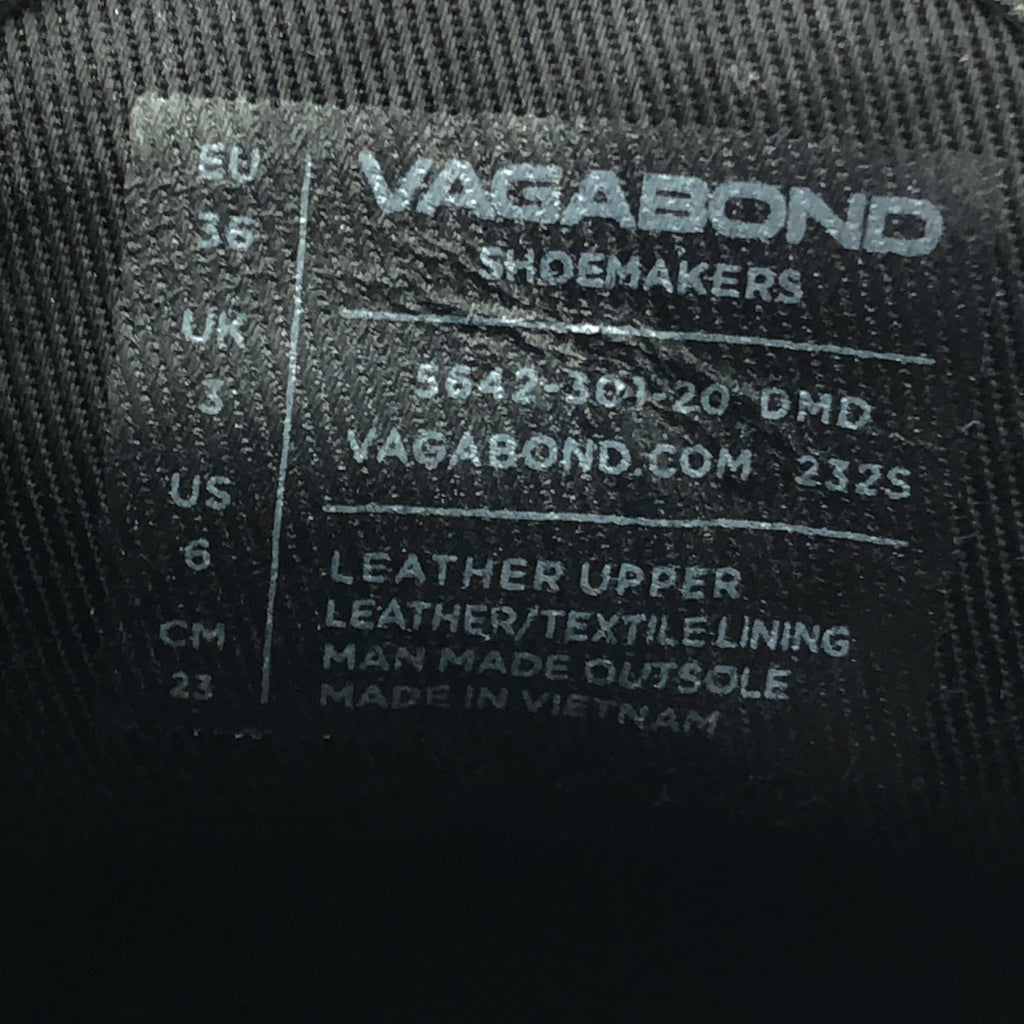 EU
36
UK
3
US
6
CM
23
VAGABOND
SHOEMAKERS
5642-301-20 DMD
VAGABOND.COM 232S
LEATHER UPPER
LEATHER/TEXTILE LINING
MAN MADE OUTSOLE
MADE IN VIETNAM